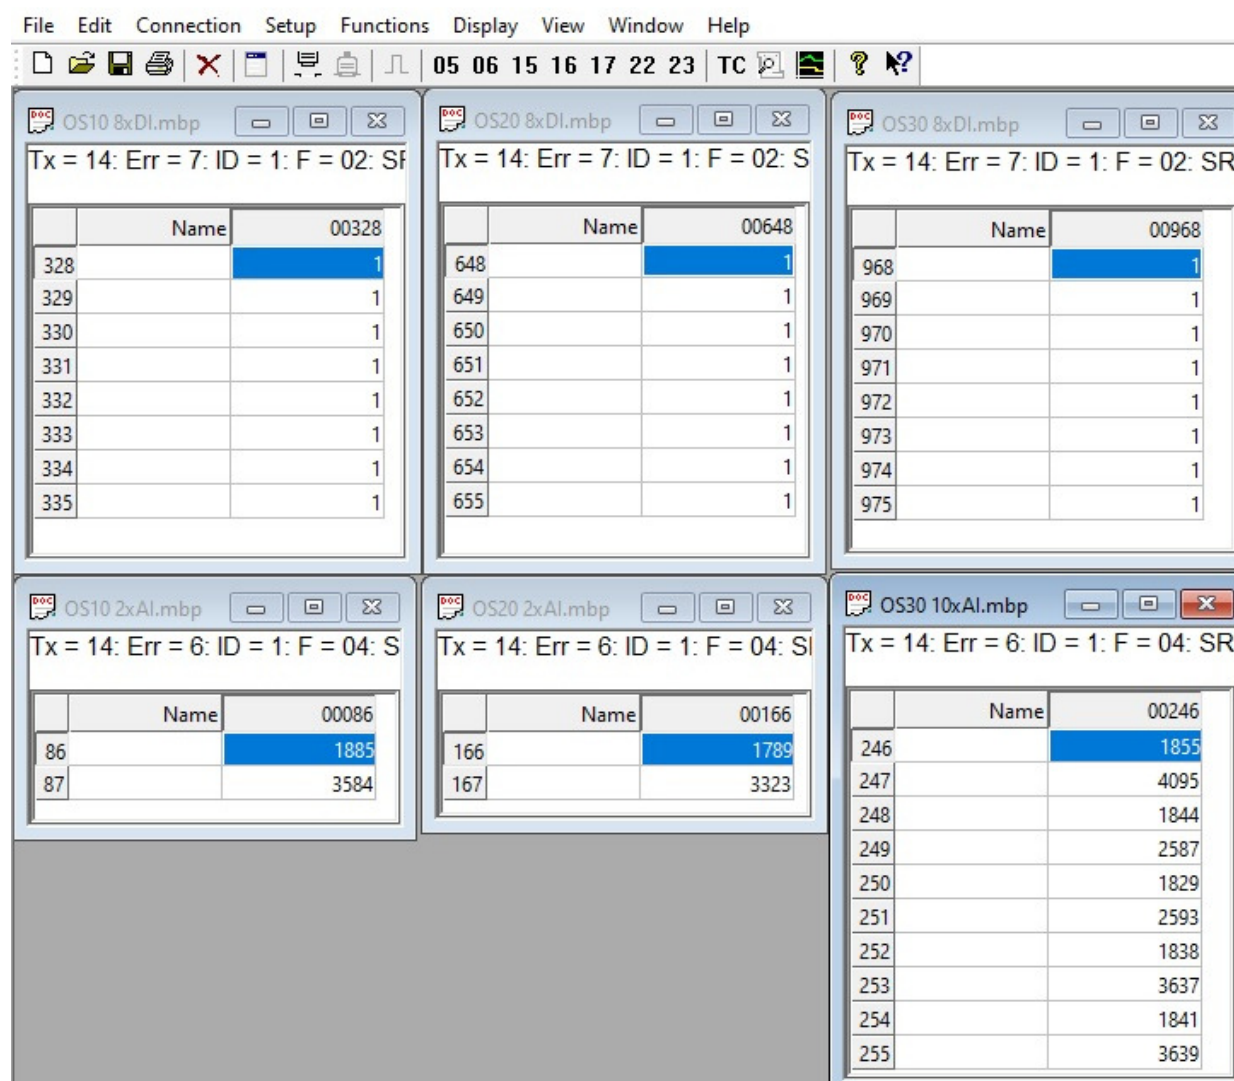 File Edit Connection Setup Functions Display View Window Help
05 06 15 16 17 22 23 TC
OS10 8xDI.mbp
Tx = 14: Err = 7: ID = 1: F = 02: SR
Name 00328
328 1
329 1
330 1
331 1
332 1
333 1
334 1
335 1
OS20 8xDI.mbp
Tx = 14: Err = 7: ID = 1: F = 02: S
Name 00648
648 1
649 1
650 1
651 1
652 1
653 1
654 1
655 1
OS30 8xDI.mbp
Tx = 14: Err = 7: ID = 1: F = 02: SR
Name 00968
968 1
969 1
970 1
971 1
972 1
973 1
974 1
975 1
OS10 2xAI.mbp
Tx = 14: Err = 6: ID = 1: F = 04: S
Name 00086
86 1885
87 3584
OS20 2xAI.mbp
Tx = 14: Err = 6: ID = 1: F = 04: S
Name 00166
166 1789
167 3323
OS30 10xAI.mbp
Tx = 14: Err = 6: ID = 1: F = 04: SR
Name 00246
246 1855
247 4095
248 1844
249 2587
250 1829
251 2593
252 1838
253 3637
254 1841
255 3639